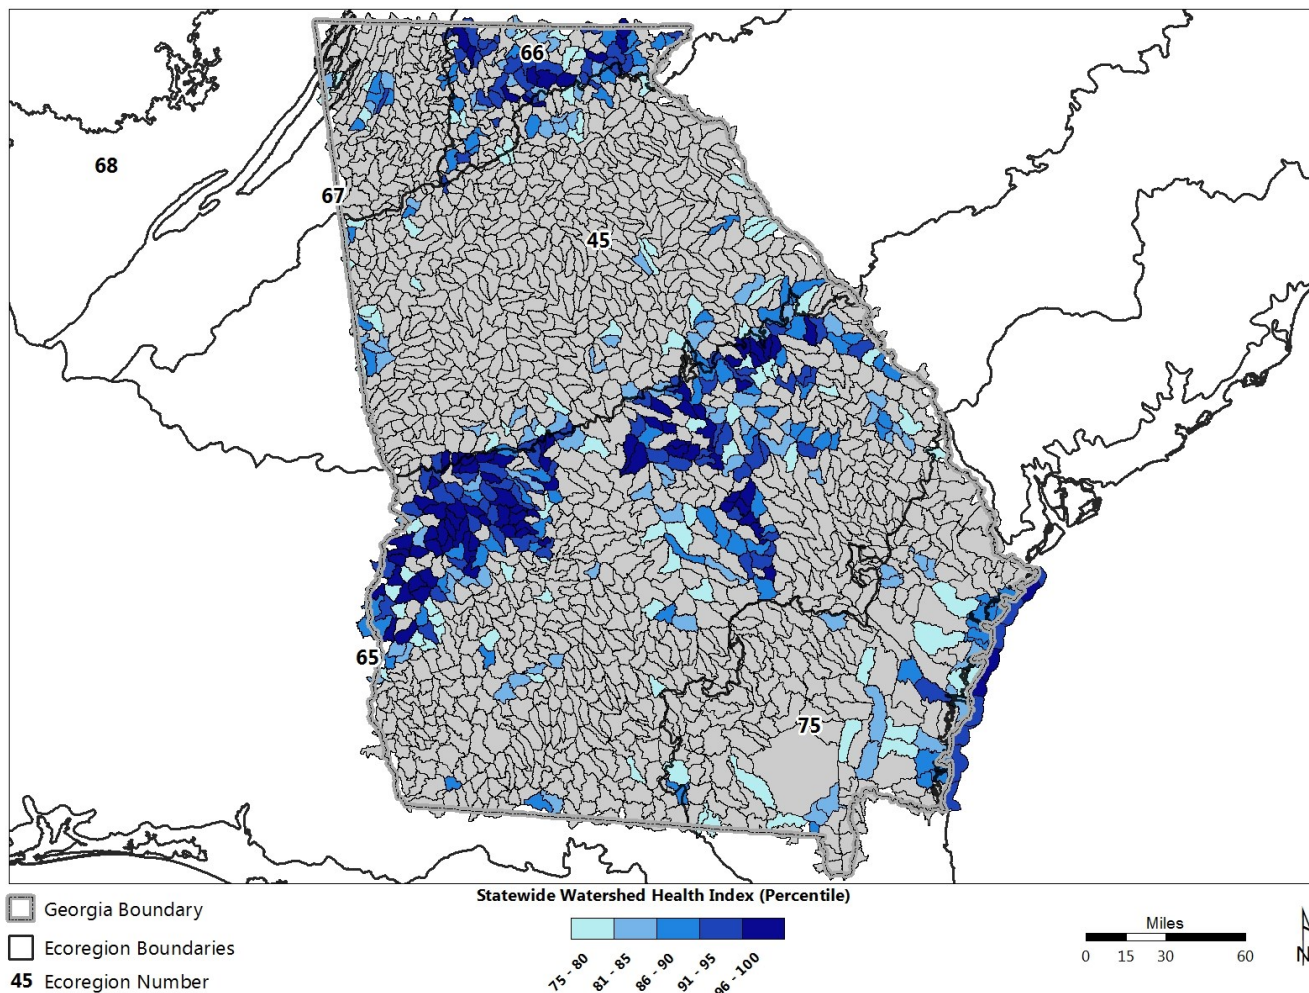 66
68
67
45
65
75
Statewide Watershed Health Index (Percentile)
Georgia Boundary
Ecoregion Boundaries
45 Ecoregion Number
75 - 80
81 - 85
86 - 90
91 - 95
96 - 100
Miles
0 15 30 60
N